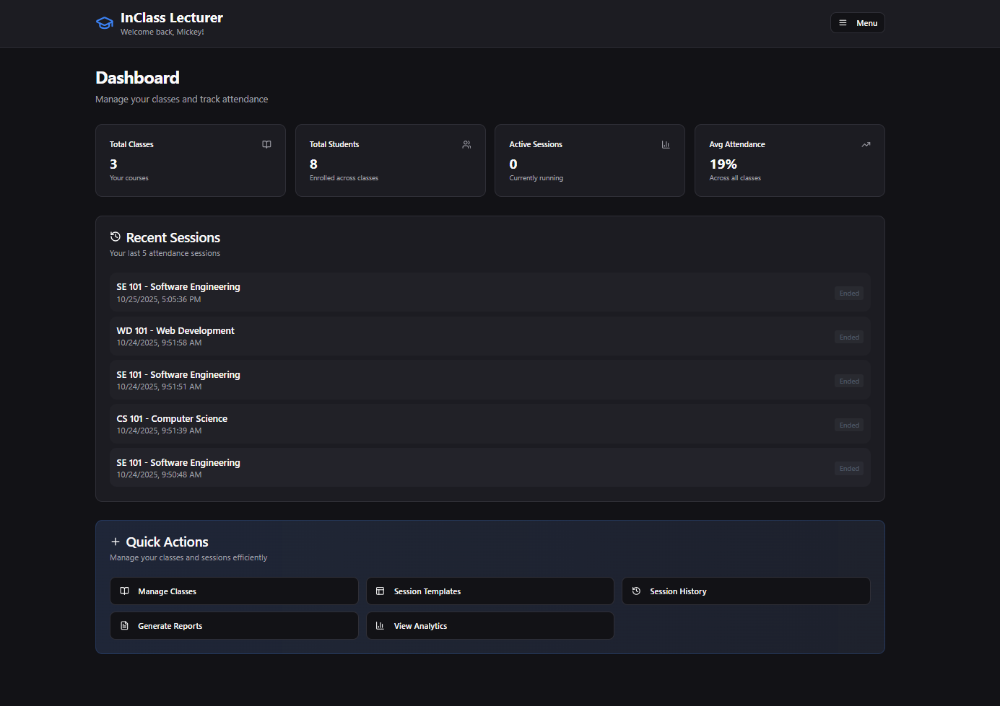 InClass Lecturer
Welcome back, Mickey!
Menu
Dashboard
Manage your classes and track attendance
Total Classes
3
Your courses
Total Students
8
Enrolled across classes
Active Sessions
0
Currently running
Avg Attendance
19%
Across all classes
Recent Sessions
Your last 5 attendance sessions
SE 101 - Software Engineering
10/25/2025, 5:05:36 PM
Ended
WD 101 - Web Development
10/24/2025, 9:51:58 AM
Ended
SE 101 - Software Engineering
10/24/2025, 9:51:51 AM
Ended
CS 101 - Computer Science
10/24/2025, 9:51:39 AM
Ended
SE 101 - Software Engineering
10/24/2025, 9:50:48 AM
Ended
Quick Actions
Manage your classes and sessions efficiently
Manage Classes
Session Templates
Session History
Generate Reports
View Analytics